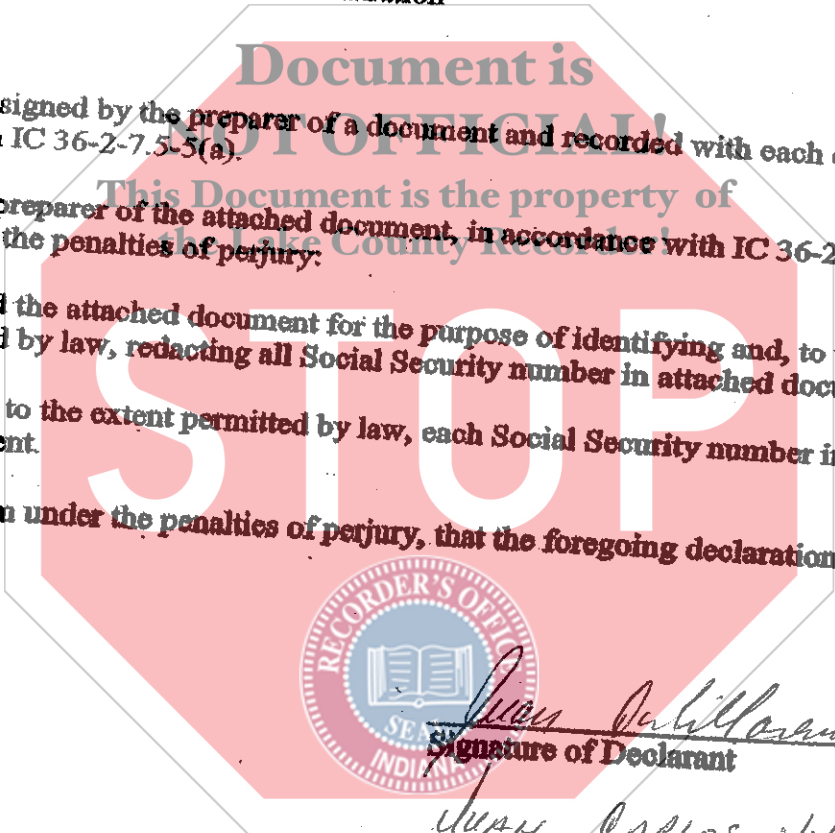 Document is
signed by the preparer of a document and recorded with each
NOT OFFICIAL!
IC 36-2-7.5-5(a).
This Document is the property of
preparer of the attached document, in accordance with IC 36-2
the Lake County Recorder!
the penalties of perjury:
the attached document for the purpose of identifying and, to
by law, redacting all Social Security number in attached docu
STOP
to the extent permitted by law, each Social Security number in
ent.
under the penalties of perjury, that the foregoing declaration
RECORDER'S OFFICE
SEAL
INDIANA
Juan
Signature of Declarant
JUAN